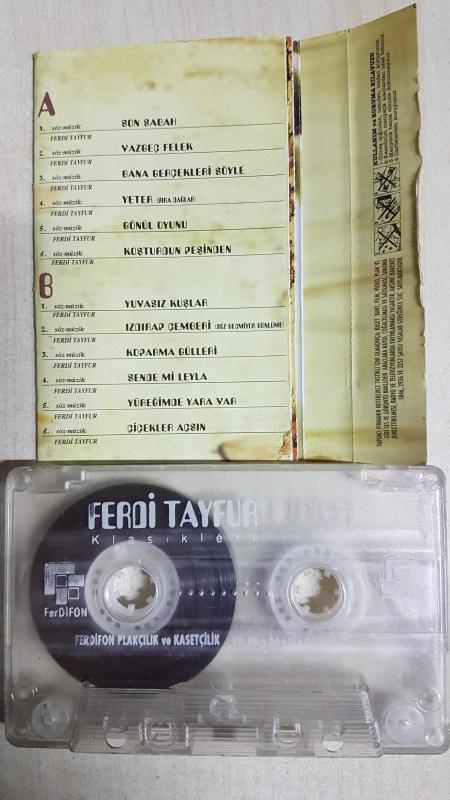 A
1. söz-müzik SON SABAH
FERDİ TAYFUR
2. söz-müzik VAZGEÇ FELEK
FERDİ TAYFUR
3. söz-müzik BANA GERÇEKLERİ SÖYLE
FERDİ TAYFUR
4. söz-müzik YETER (SIRA DAĞLAR)
FERDİ TAYFUR
5. söz-müzik GÖNÜL OYUNU
FERDİ TAYFUR
6. söz-müzik KOŞTURDUN PEŞİNDEN
FERDİ TAYFUR
B
1. söz-müzik YUVASIZ KUŞLAR
FERDİ TAYFUR
2. söz-müzik IZDIRAP ÇEMBERİ (SÖZ GEÇMİYOR GÖNLÜME)
FERDİ TAYFUR
3. söz-müzik KOPARMA GÜLLERİ
FERDİ TAYFUR
4. söz-müzik SENDE Mİ LEYLA
FERDİ TAYFUR
5. söz-müzik YÜREĞİMDE YARA VAR
FERDİ TAYFUR
6. söz-müzik ÇİÇEKLER AÇSIN
FERDİ TAYFUR
KULLANIM ve KORUMA KILAVUZU
FERDİ TAYFUR
Klasikleri
FerDİFON
FERDİFON PLAKÇILIK ve KASETÇİLİK